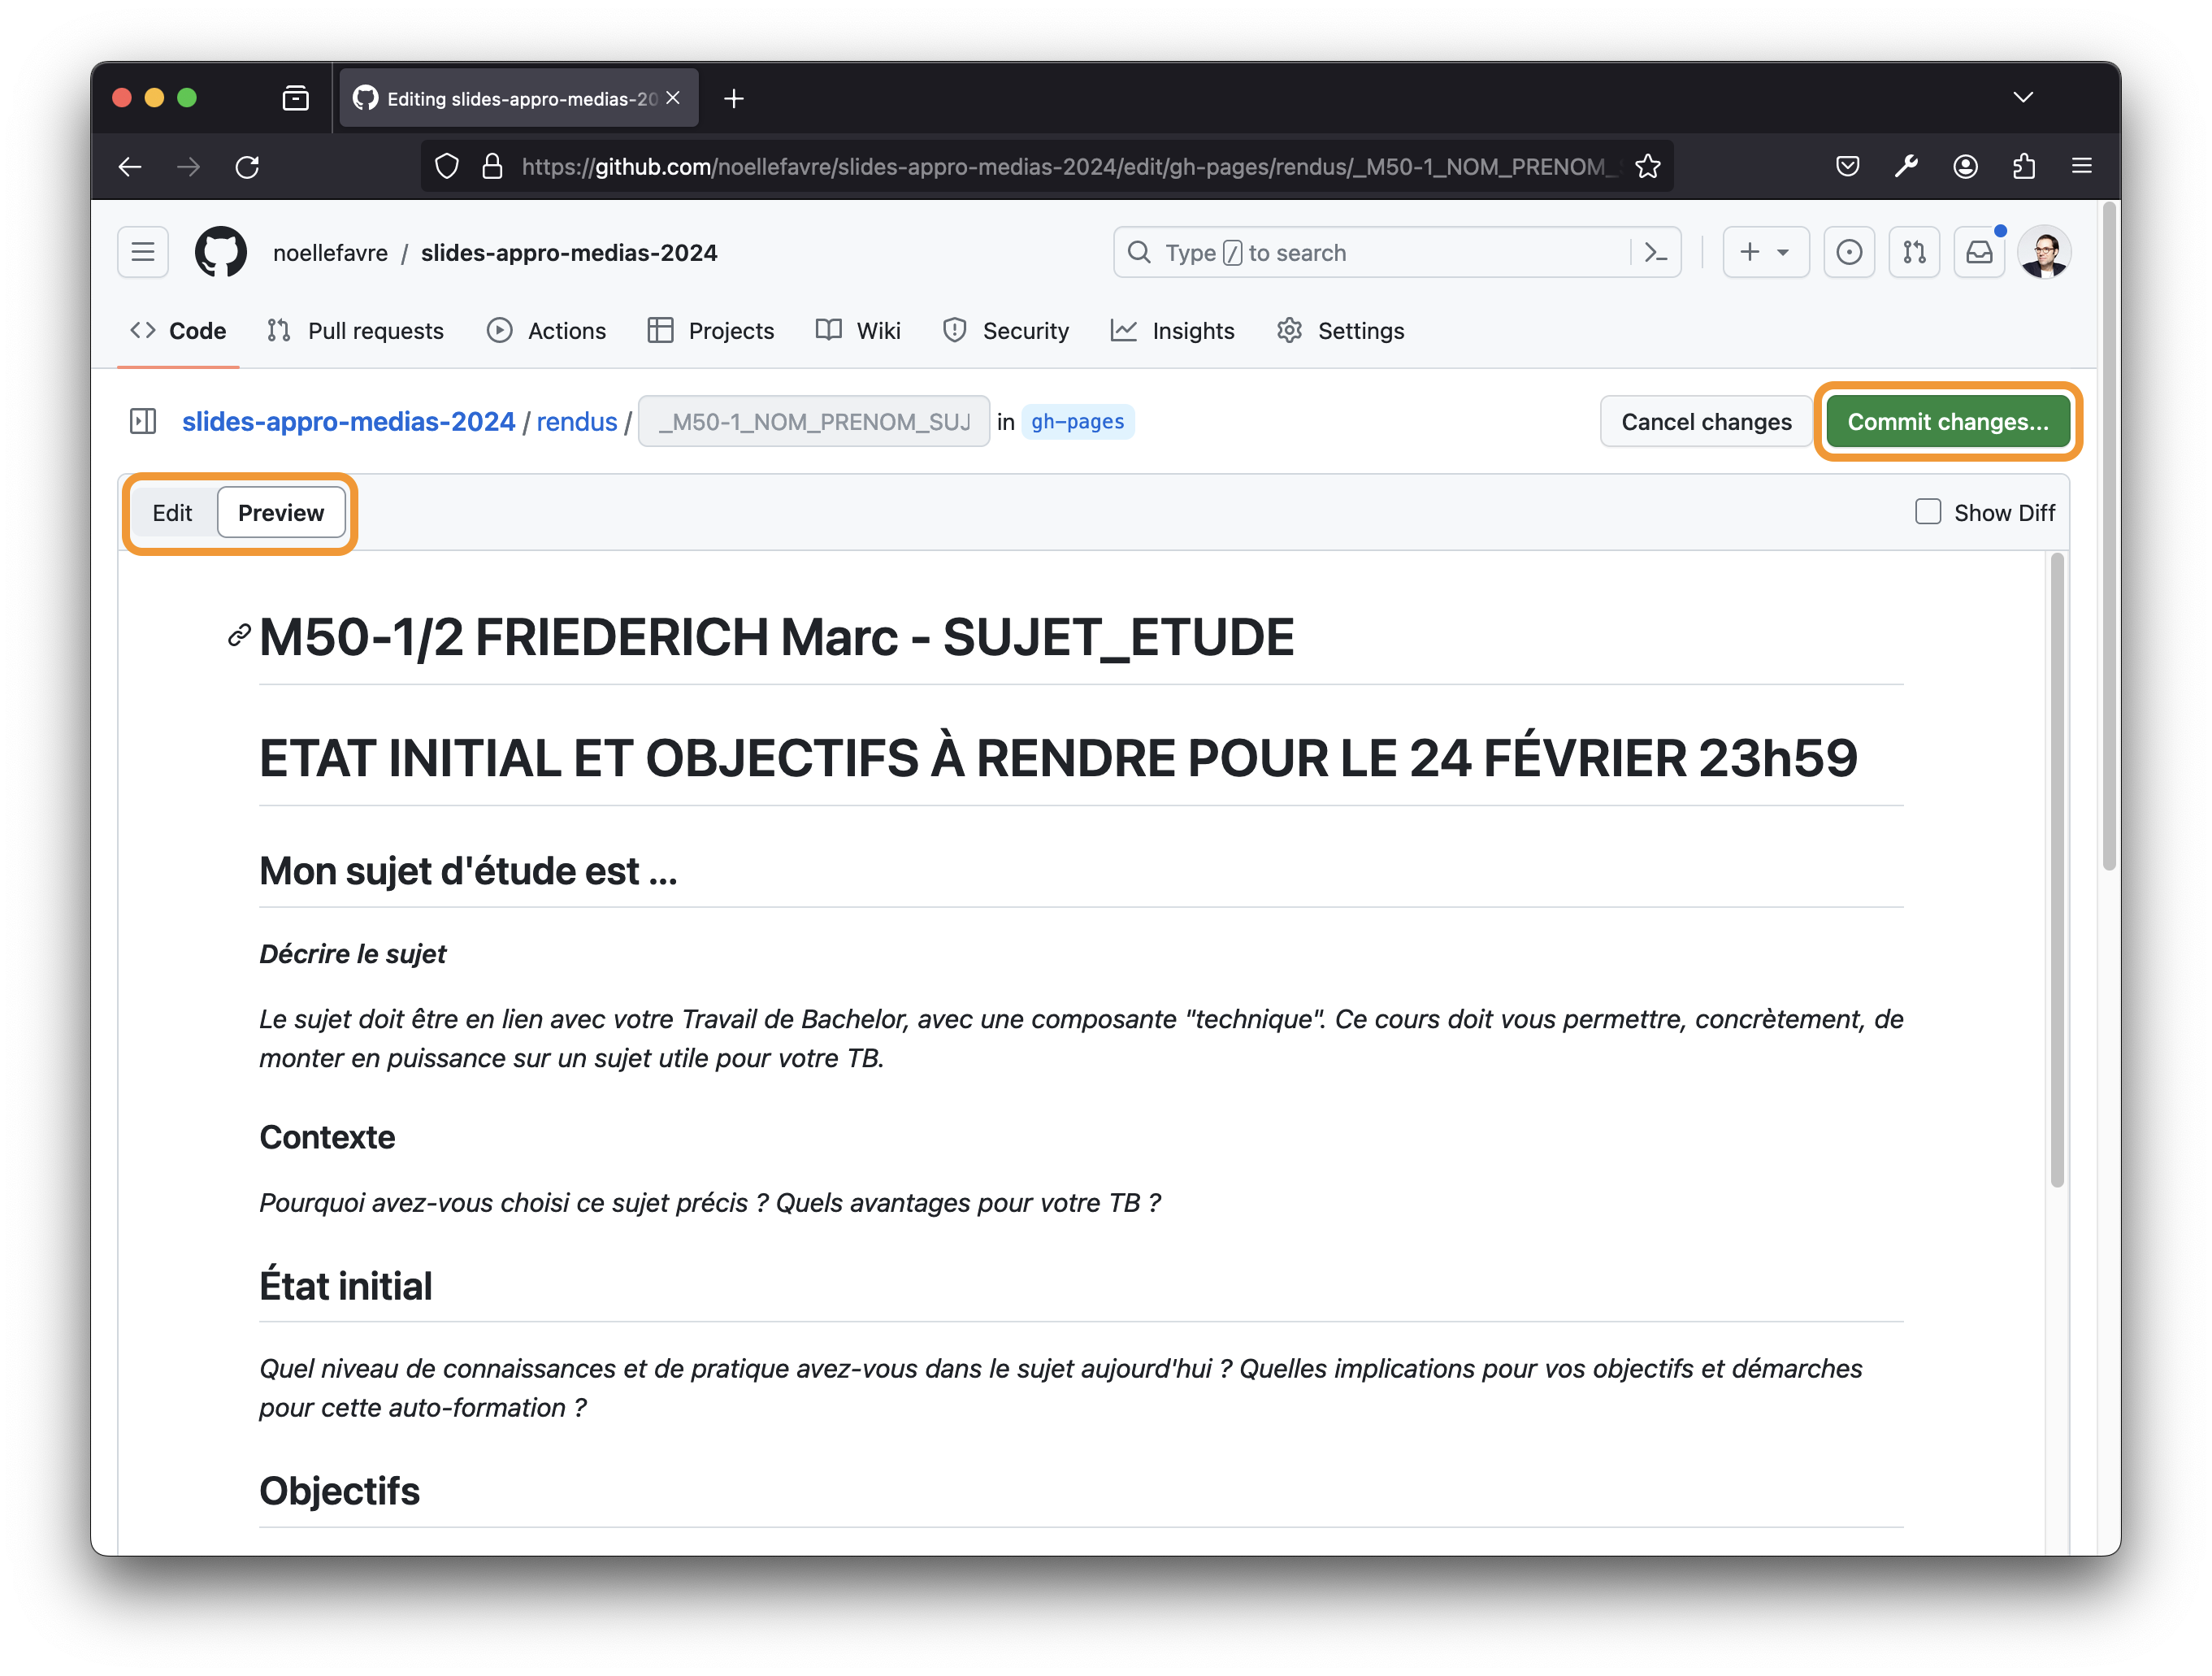 Editing slides-appro-medias-20
https://github.com/noellefavre/slides-appro-medias-2024/edit/gh-pages/rendus/_M50-1_NOM_PRENOM_
noellefavre / slides-appro-medias-2024
Type / to search
Code Pull requests Actions Projects Wiki Security Insights Settings
slides-appro-medias-2024 / rendus / _M50-1_NOM_PRENOM_SUJ in gh-pages
Cancel changes Commit changes...
Edit Preview Show Diff
M50-1/2 FRIEDERICH Marc - SUJET_ETUDE
ETAT INITIAL ET OBJECTIFS À RENDRE POUR LE 24 FÉVRIER 23h59
Mon sujet d'étude est ...
Décrire le sujet
Le sujet doit être en lien avec votre Travail de Bachelor, avec une composante "technique". Ce cours doit vous permettre, concrètement, de
monter en puissance sur un sujet utile pour votre TB.
Contexte
Pourquoi avez-vous choisi ce sujet précis ? Quels avantages pour votre TB ?
État initial
Quel niveau de connaissances et de pratique avez-vous dans le sujet aujourd'hui ? Quelles implications pour vos objectifs et démarches
pour cette auto-formation ?
Objectifs